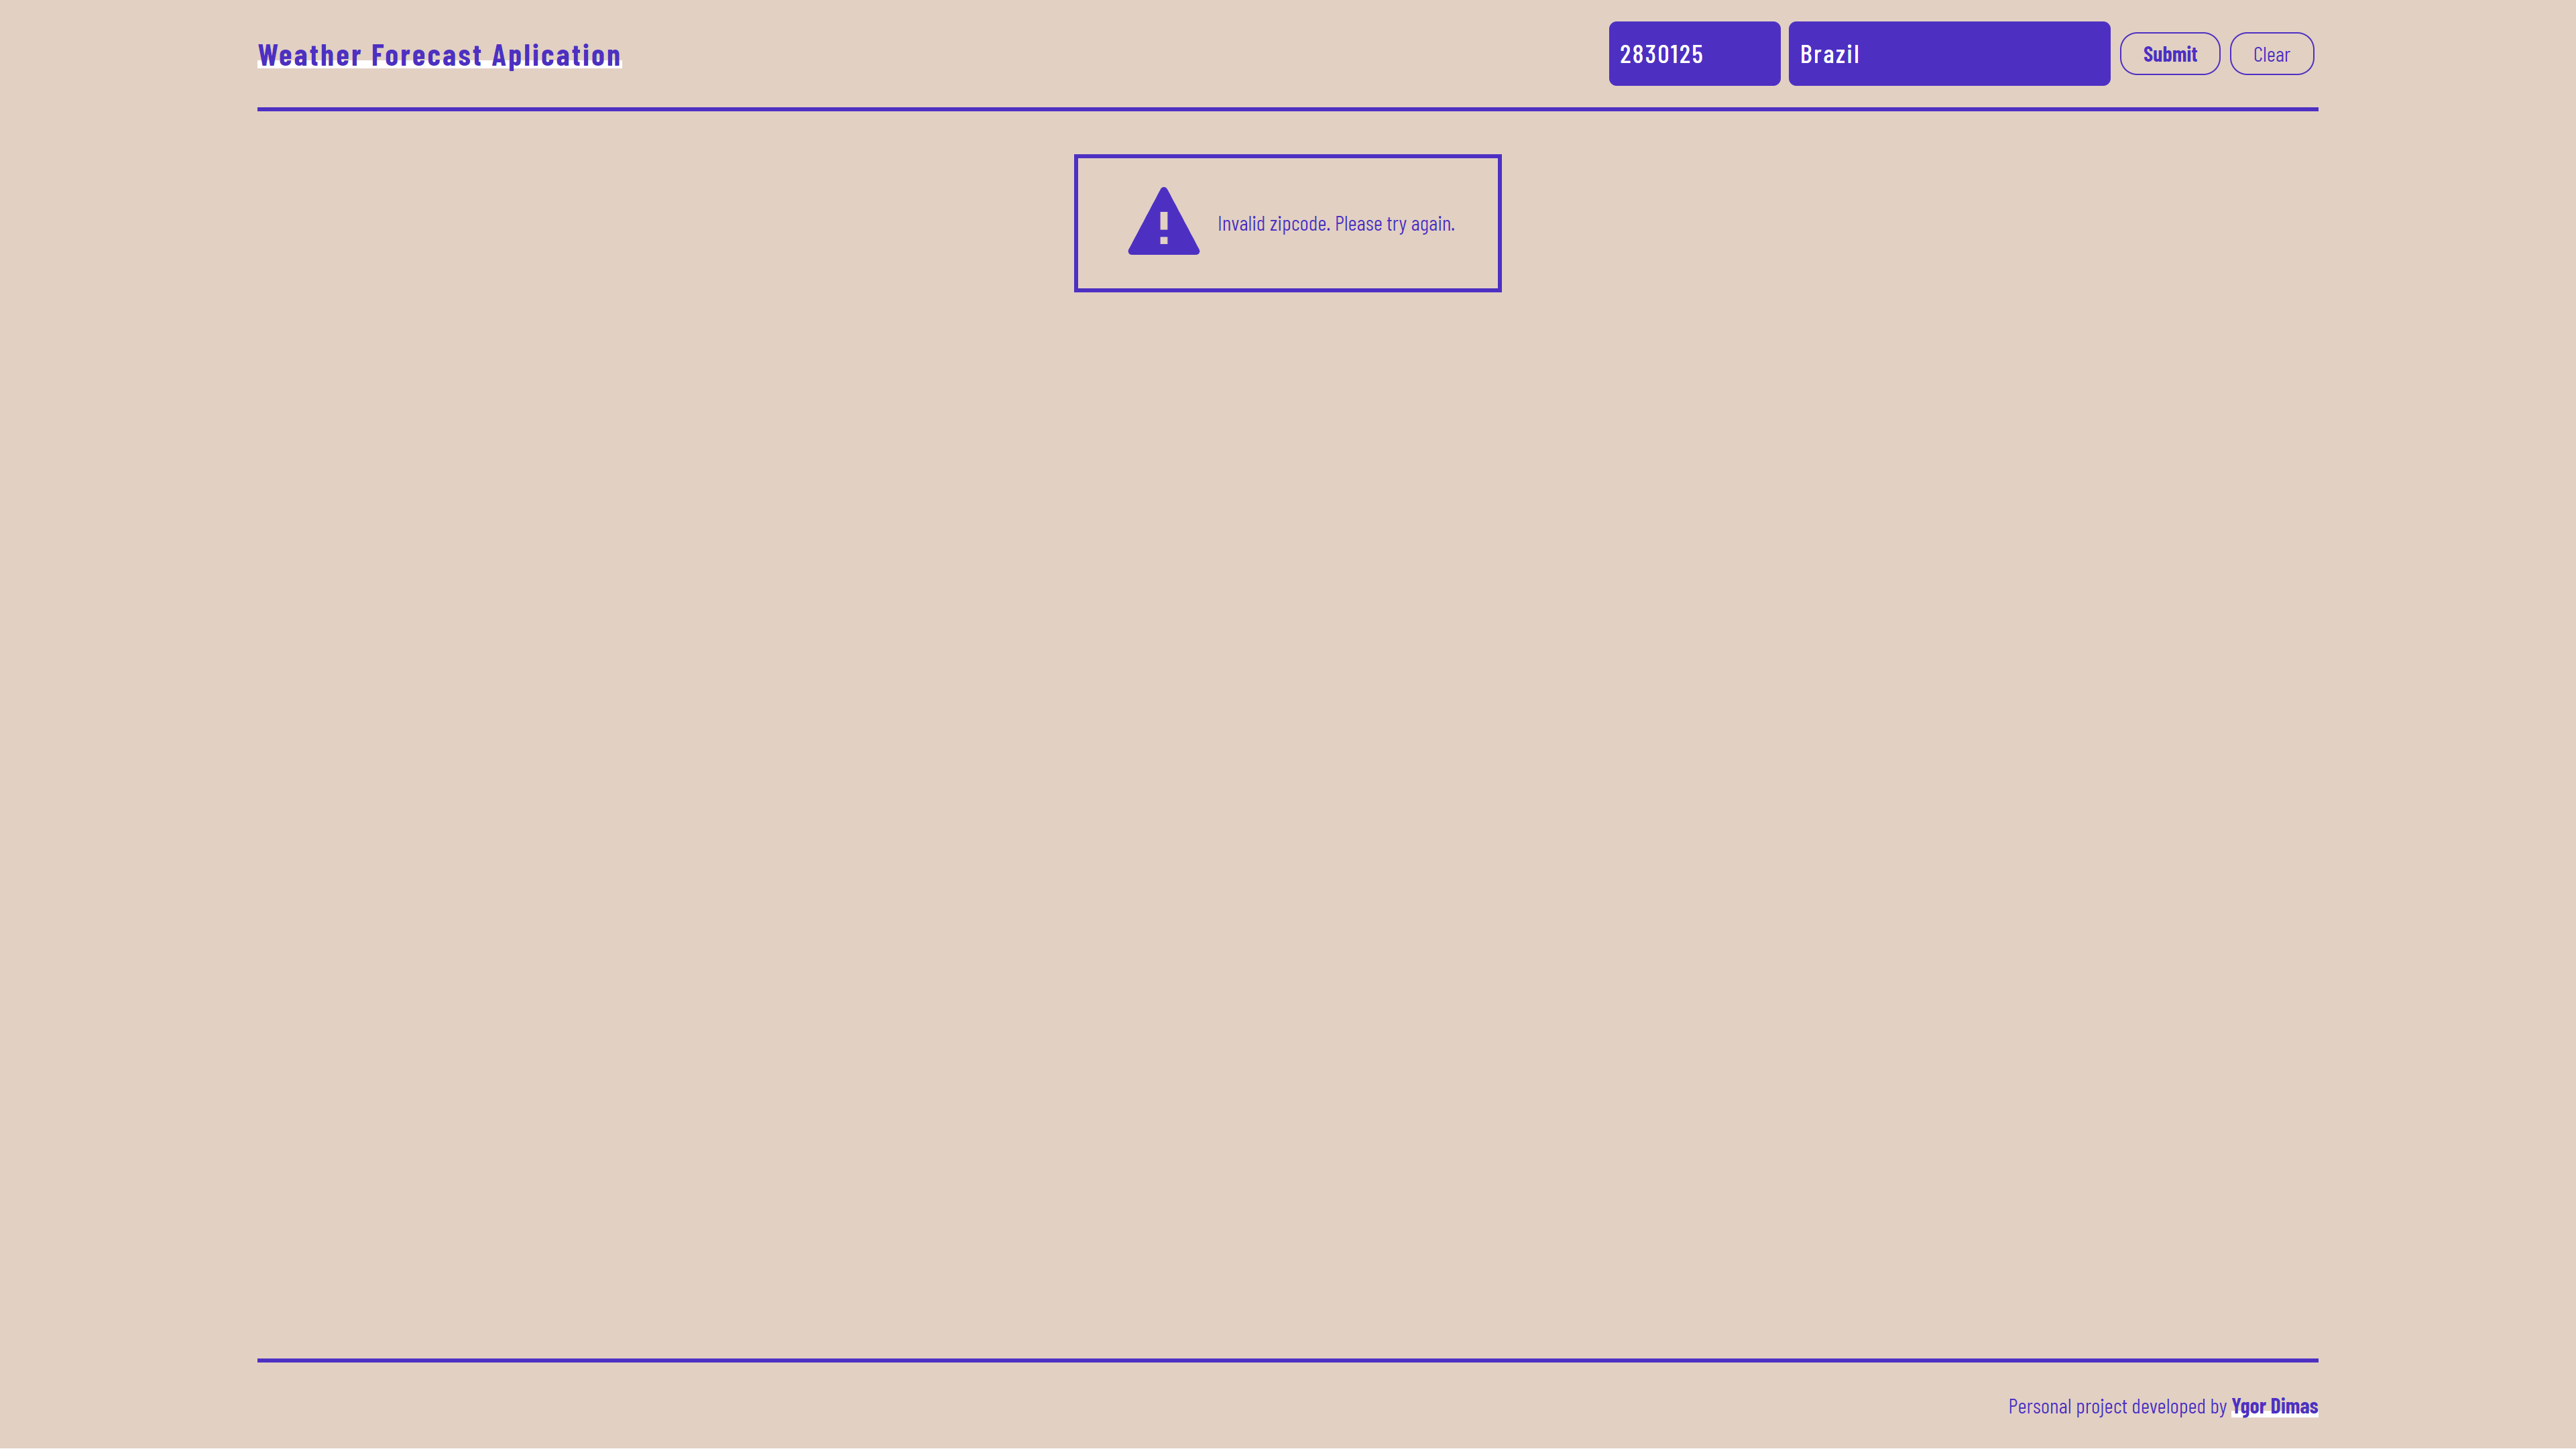 Weather Forecast Aplication
2830125
Brazil
Submit
Clear
Invalid zipcode. Please try again.
Personal project developed by Ygor Dimas